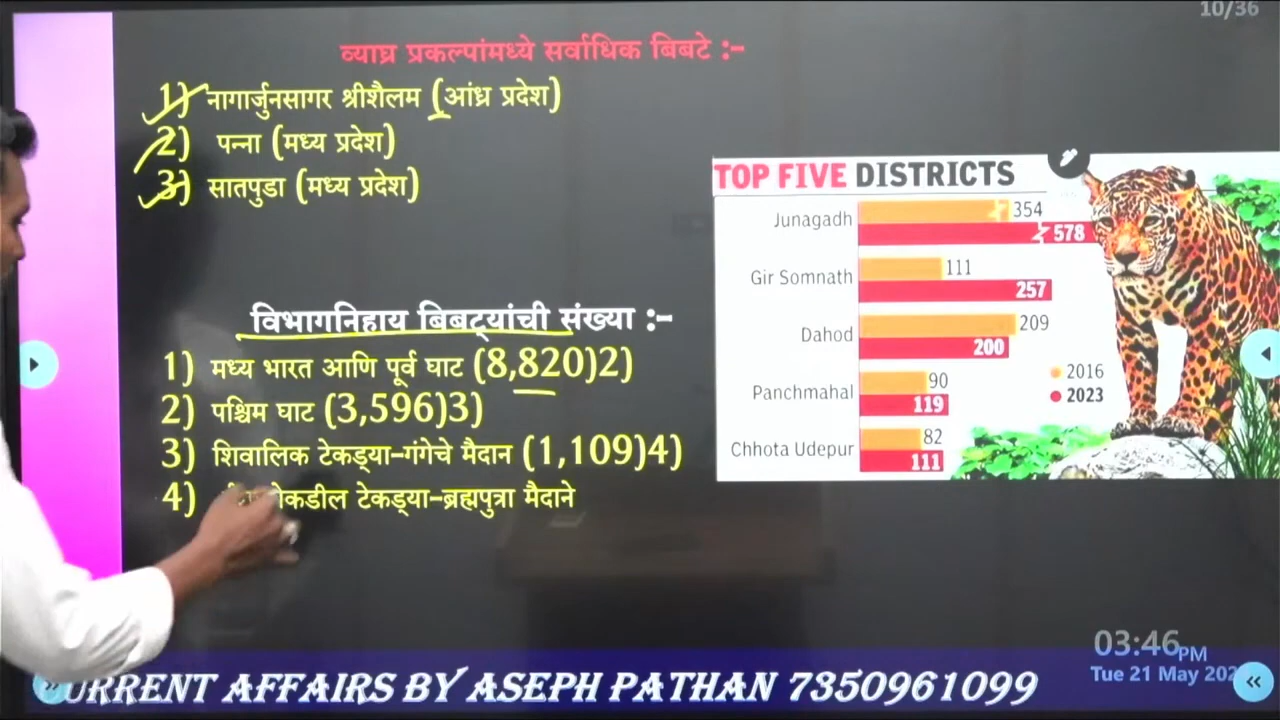 10/36
व्याघ्र प्रकल्पांमध्ये सर्वाधिक बिबटे :-
1) नागार्जुनसागर श्रीशैलम (आंध्र प्रदेश)
2) पन्ना (मध्य प्रदेश)
3) सातपुडा (मध्य प्रदेश)
विभागनिहाय बिबट्यांची संख्या :-
1) मध्य भारत आणि पूर्व घाट (8,820)2)
2) पश्चिम घाट (3,596)3)
3) शिवालिक टेकड्या-गंगेचे मैदान (1,109)4)
4) टेकड्या-ब्रह्मपुत्रा मैदाने
TOP FIVE DISTRICTS
Junagadh 354
578
Gir Somnath 111
257
Dahod 209
200
Panchmahal 90
119
Chhota Udepur 82
111
2016
2023
03:46PM
Tue 21 May
CURRENT AFFAIRS BY ASEPH PATHAN 7350961099